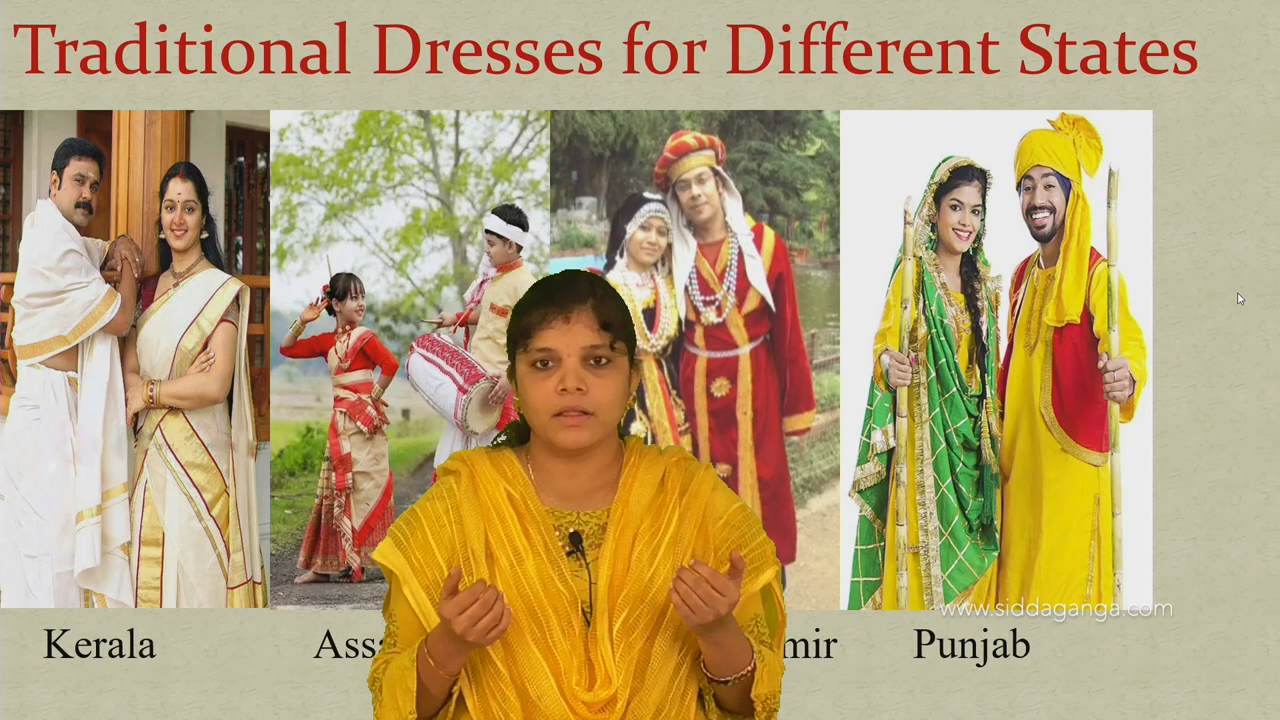 Traditional Dresses for Different States
www.siddaganga.com
Kerala Punjab